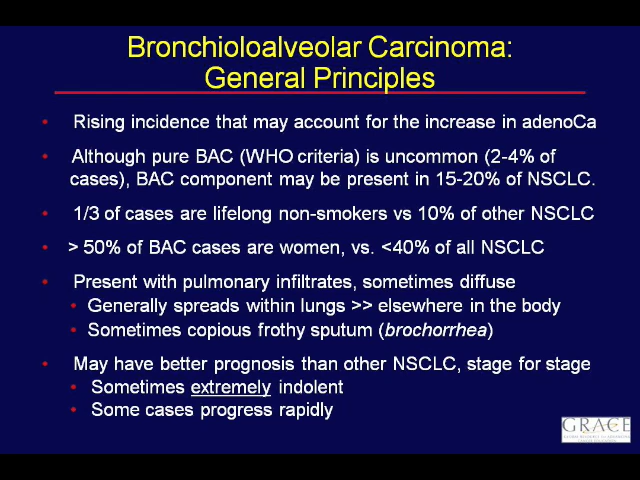 Bronchioloalveolar Carcinoma:
General Principles
• Rising incidence that may account for the increase in adenoCa
• Although pure BAC (WHO criteria) is uncommon (2-4% of
cases), BAC component may be present in 15-20% of NSCLC.
• 1/3 of cases are lifelong non-smokers vs 10% of other NSCLC
• > 50% of BAC cases are women, vs. <40% of all NSCLC
• Present with pulmonary infiltrates, sometimes diffuse
• Generally spreads within lungs >> elsewhere in the body
• Sometimes copious frothy sputum (brochorrhea)
• May have better prognosis than other NSCLC, stage for stage
• Sometimes extremely indolent
• Some cases progress rapidly
GRACE